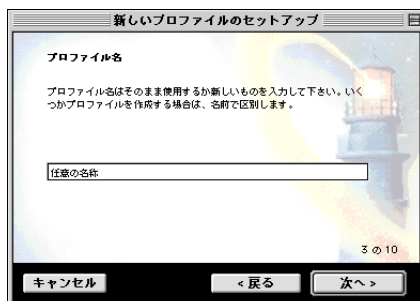 新しいプロファイルのセットアップ
プロファイル名
プロファイル名はそのまま使用するか新しいものを入力して下さい。いく
つかプロファイルを作成する場合は、名前で区別します。
任意の名称
3 の 10
キャンセル
< 戻る
次へ >